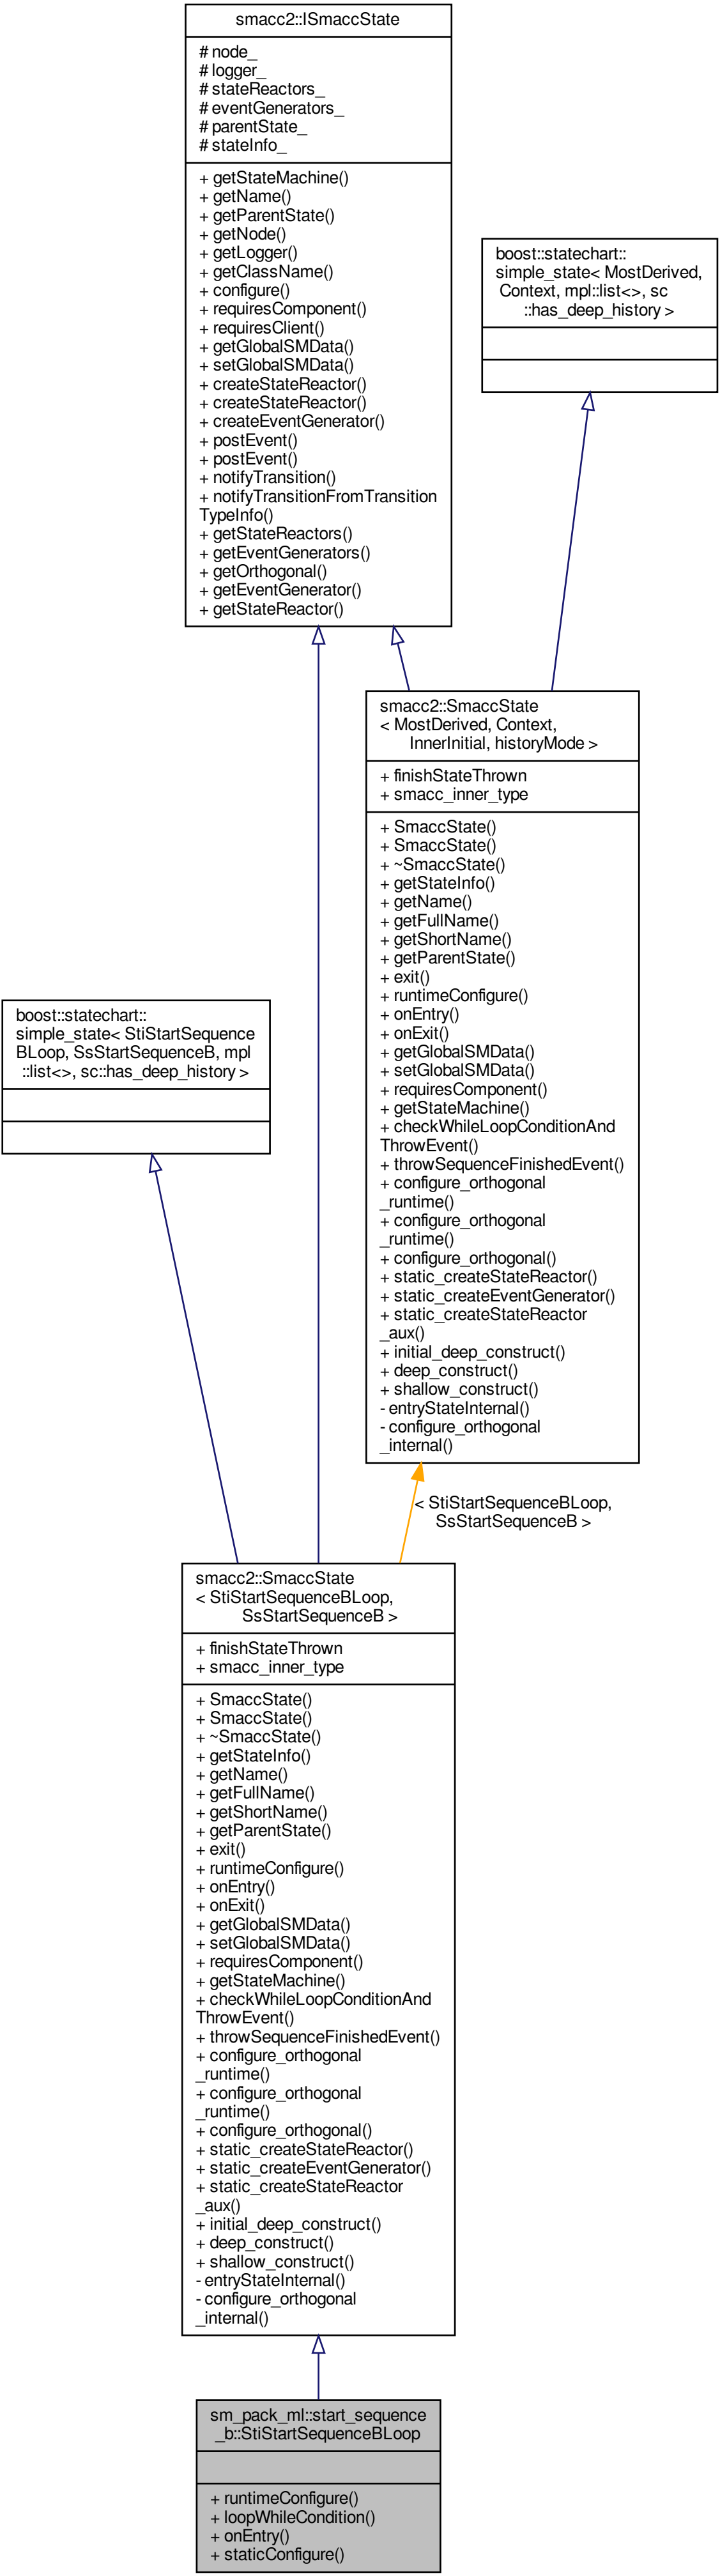 smacc2::ISmaccState
# node_
# logger_
# stateReactors_
# eventGenerators_
# parentState_
# stateInfo_
+ getStateMachine()
+ getName()
+ getParentState()
+ getNode()
+ getLogger()
+ getClassName()
+ configure()
+ requiresComponent()
+ requiresClient()
+ getGlobalSMData()
+ setGlobalSMData()
+ createStateReactor()
+ createStateReactor()
+ createEventGenerator()
+ postEvent()
+ postEvent()
+ notifyTransition()
+ notifyTransitionFromTransition
TypeInfo()
+ getStateReactors()
+ getEventGenerators()
+ getOrthogonal()
+ getEventGenerator()
+ getStateReactor()
boost::statechart::
simple_state< MostDerived,
Context, mpl::list<>, sc
::has_deep_history >
smacc2::SmaccState
< MostDerived, Context,
InnerInitial, historyMode >
+ finishStateThrown
+ smacc_inner_type
+ SmaccState()
+ SmaccState()
+ ~SmaccState()
+ getStateInfo()
+ getName()
+ getFullName()
+ getShortName()
+ getParentState()
+ exit()
+ runtimeConfigure()
+ onEntry()
+ onExit()
+ getGlobalSMData()
+ setGlobalSMData()
+ requiresComponent()
+ getStateMachine()
+ checkWhileLoopConditionAnd
ThrowEvent()
+ throwSequenceFinishedEvent()
+ configure_orthogonal
_runtime()
+ configure_orthogonal
_runtime()
+ configure_orthogonal()
+ static_createStateReactor()
+ static_createEventGenerator()
+ static_createStateReactor
_aux()
+ initial_deep_construct()
+ deep_construct()
+ shallow_construct()
- entryStateInternal()
- configure_orthogonal
_internal()
boost::statechart::
simple_state< StiStartSequence
BLoop, SsStartSequenceB, mpl
::list<>, sc::has_deep_history >
< StiStartSequenceBLoop,
SsStartSequenceB >
smacc2::SmaccState
< StiStartSequenceBLoop,
SsStartSequenceB >
+ finishStateThrown
+ smacc_inner_type
+ SmaccState()
+ SmaccState()
+ ~SmaccState()
+ getStateInfo()
+ getName()
+ getFullName()
+ getShortName()
+ getParentState()
+ exit()
+ runtimeConfigure()
+ onEntry()
+ onExit()
+ getGlobalSMData()
+ setGlobalSMData()
+ requiresComponent()
+ getStateMachine()
+ checkWhileLoopConditionAnd
ThrowEvent()
+ throwSequenceFinishedEvent()
+ configure_orthogonal
_runtime()
+ configure_orthogonal
_runtime()
+ configure_orthogonal()
+ static_createStateReactor()
+ static_createEventGenerator()
+ static_createStateReactor
_aux()
+ initial_deep_construct()
+ deep_construct()
+ shallow_construct()
- entryStateInternal()
- configure_orthogonal
_internal()
sm_pack_ml::start_sequence
_b::StiStartSequenceBLoop
+ runtimeConfigure()
+ loopWhileCondition()
+ onEntry()
+ staticConfigure()